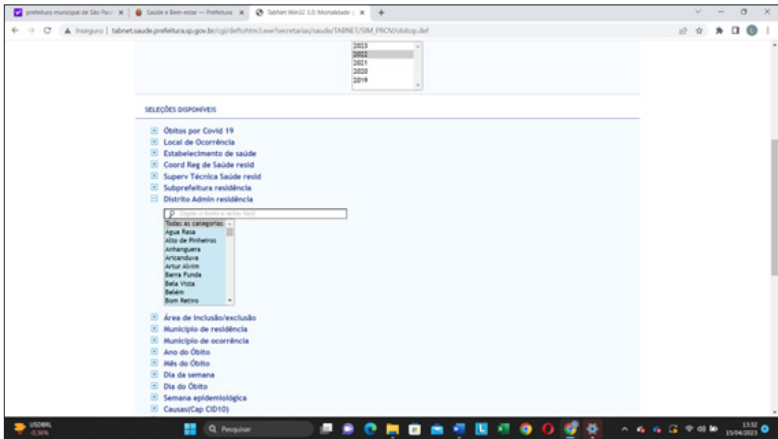 prefeitura municipal de São Paul
Saúde e Bem-estar — Prefeitura
TabNet Win32 3.0: Mortalidade
Inseguro | tabnet.saude.prefeitura.sp.gov.br/cgi/deftohtm3.exe?secretarias/saude/TABNET/SIM_PROV/obitop.def
2023
2022
2021
2020
2019
SELEÇÕES DISPONÍVEIS
Óbitos por Covid 19
Local de Ocorrência
Estabelecimento de saúde
Coord Reg de Saúde resid
Superv Técnica Saúde resid
Subprefeitura residência
Distrito Admin residência
Digite o texto e ache fácil
Todas as categorias
Água Rasa
Alto de Pinheiros
Anhanguera
Aricanduva
Artur Alvim
Barra Funda
Bela Vista
Belém
Bom Retiro
Área de inclusão/exclusão
Município de residência
Município de ocorrência
Ano do Óbito
Mês do Óbito
Dia da semana
Dia do Óbito
Semana epidemiológica
Causas(Cap CID10)
USDBRL
-0,36%
Pesquisar
13:32
15/04/2023